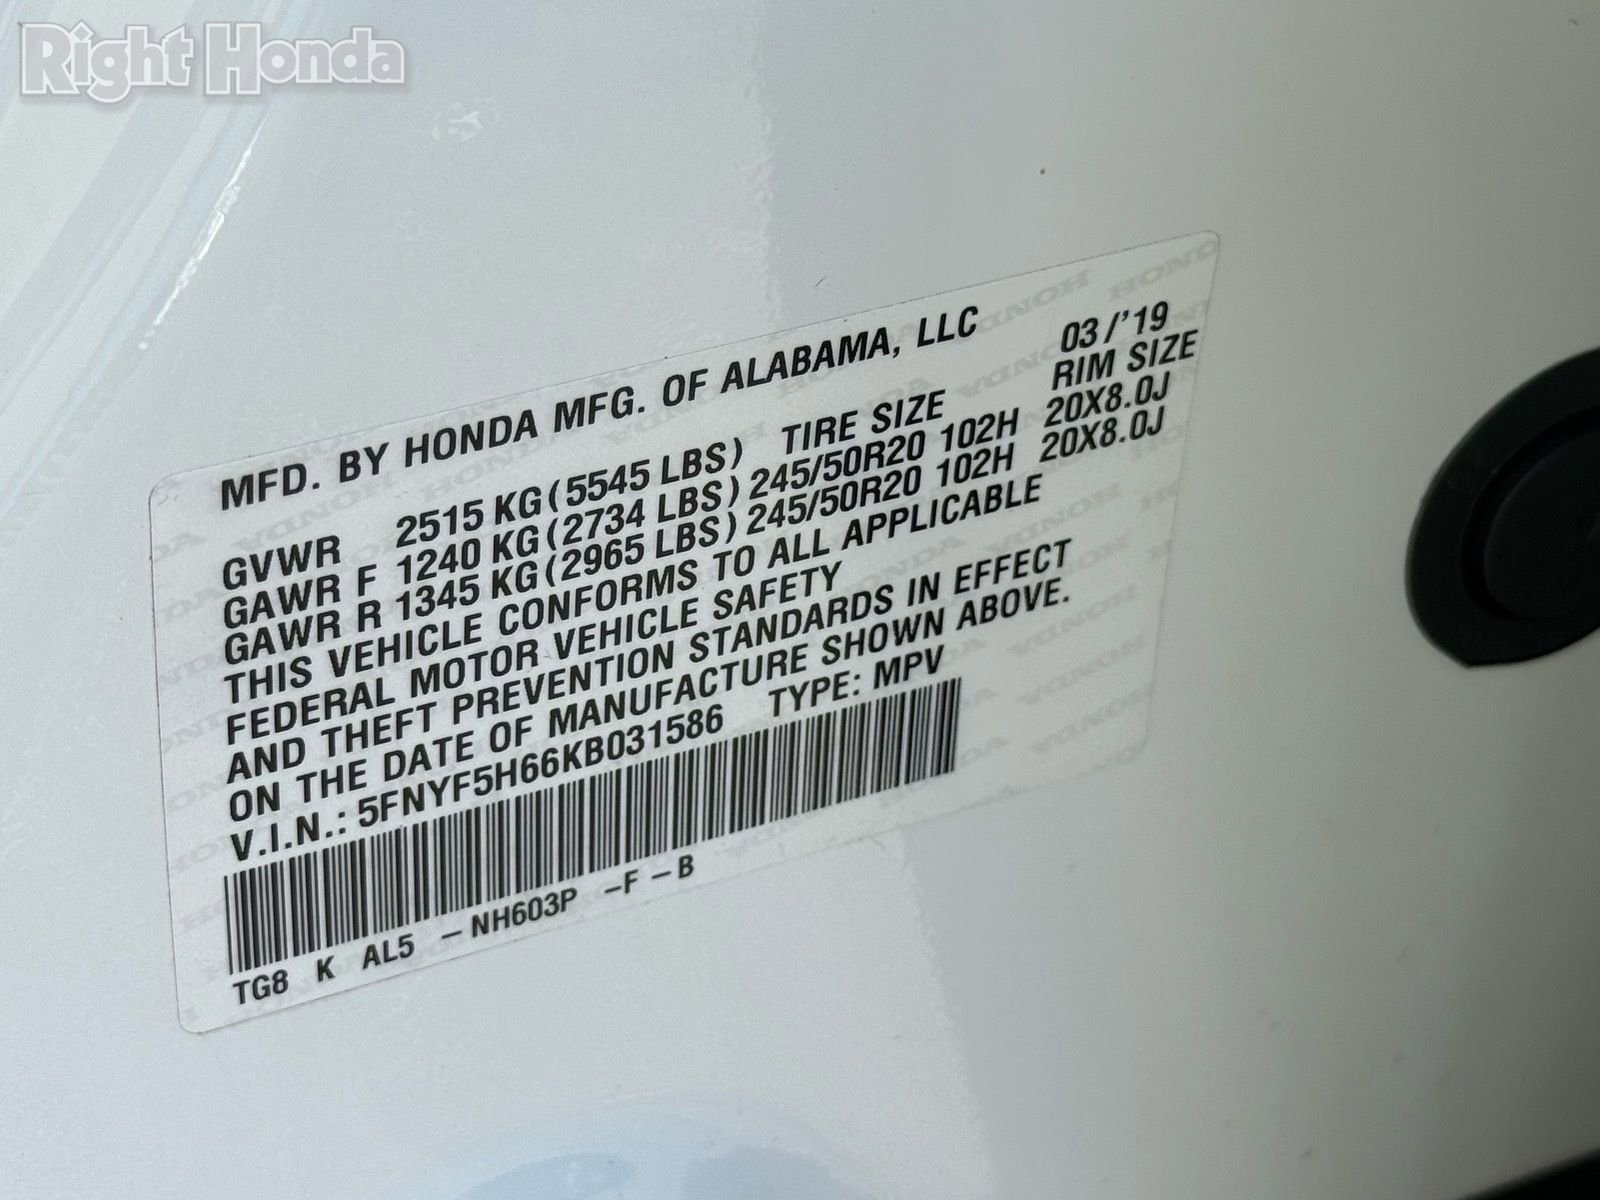 Right Honda
MFD. BY HONDA MFG. OF ALABAMA, LLC 03/'19
GVWR 2515 KG (5545 LBS) TIRE SIZE RIM SIZE
GAWR F 1240 KG (2734 LBS) 245/50R20 102H 20X8.0J
GAWR R 1345 KG (2965 LBS) 245/50R20 102H 20X8.0J
THIS VEHICLE CONFORMS TO ALL APPLICABLE
FEDERAL MOTOR VEHICLE SAFETY
AND THEFT PREVENTION STANDARDS IN EFFECT
ON THE DATE OF MANUFACTURE SHOWN ABOVE.
V.I.N.: 5FNYF5H66KB031586 TYPE: MPV
TG8 K AL5 -NH603P -F-B